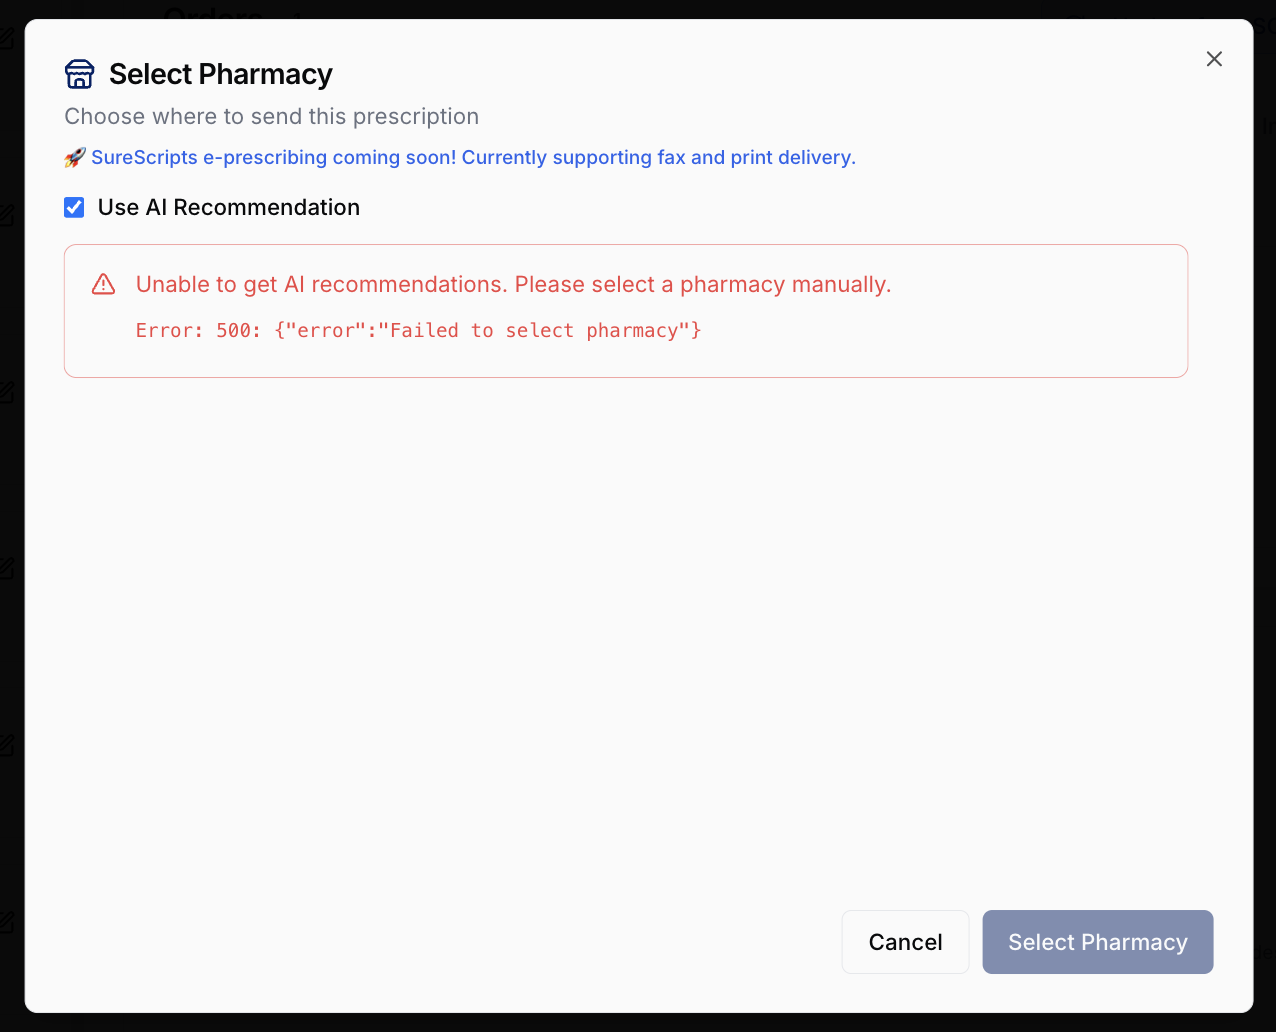 Select Pharmacy
Choose where to send this prescription
🚀 SureScripts e-prescribing coming soon! Currently supporting fax and print delivery.
Use AI Recommendation
Unable to get AI recommendations. Please select a pharmacy manually.
Error: 500: {"error":"Failed to select pharmacy"}
Cancel
Select Pharmacy